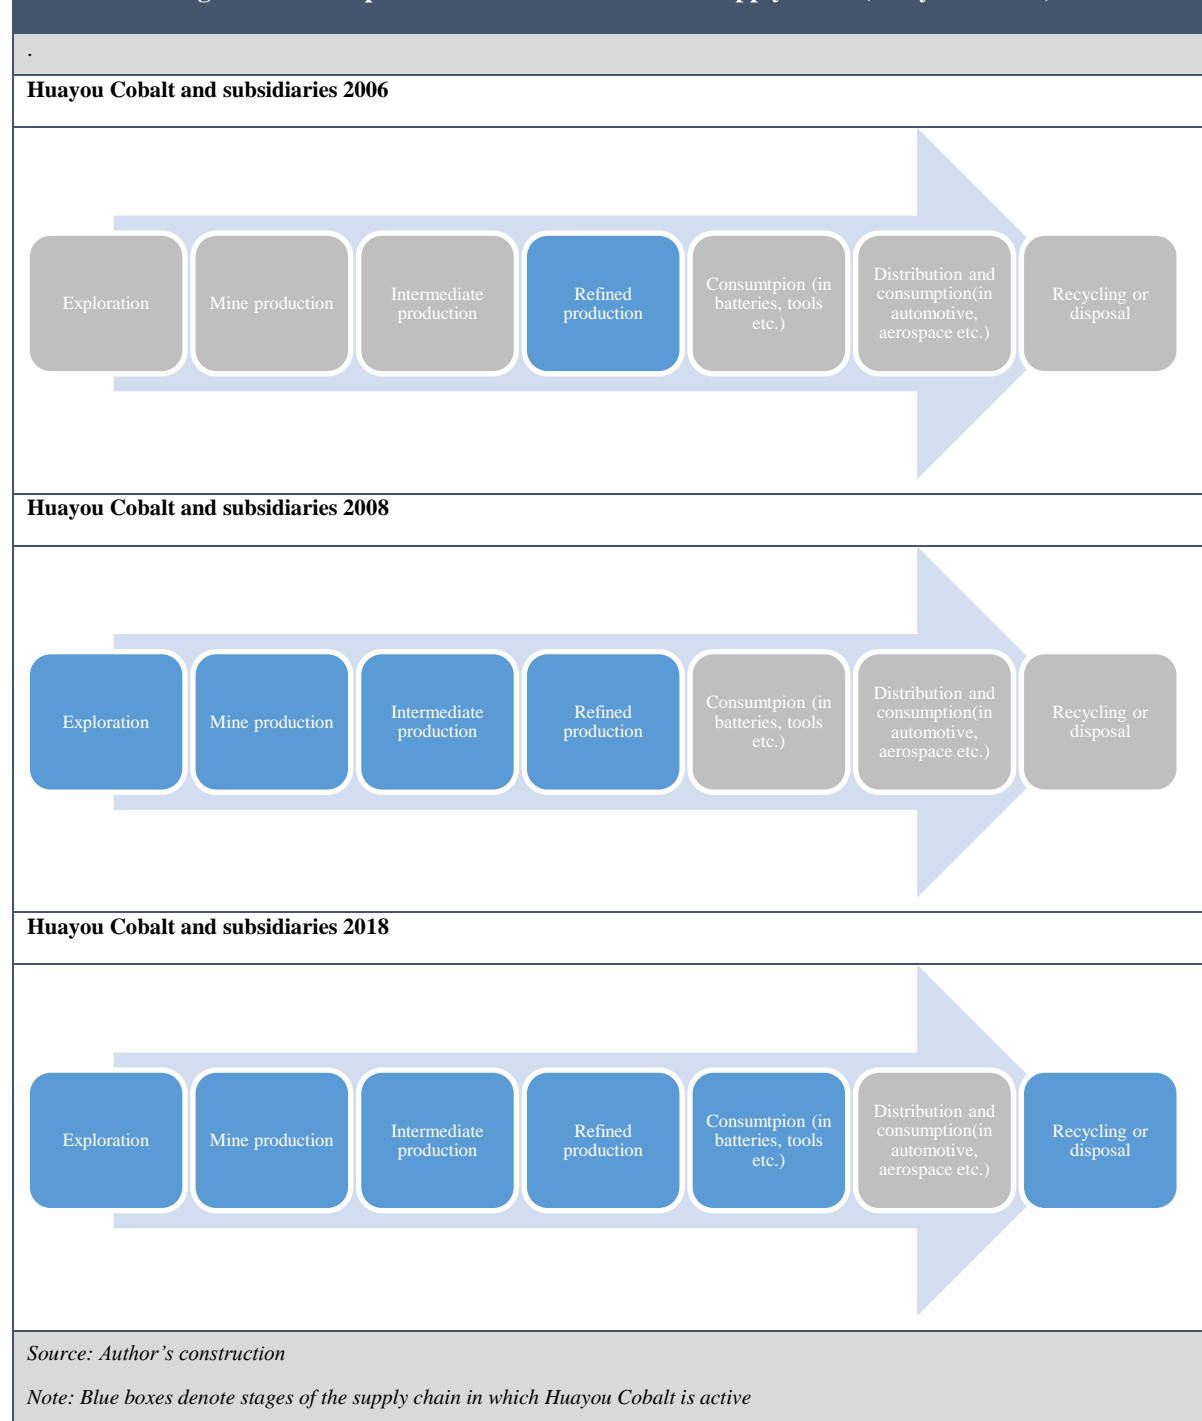 .
Huayou Cobalt and subsidiaries 2006
Exploration
Mine production
Intermediate
production
Refined
production
Consumtpion (in
batteries, tools
etc.)
Distribution and
consumption(in
automotive,
aerospace etc.)
Recycling or
disposal
Huayou Cobalt and subsidiaries 2008
Exploration
Mine production
Intermediate
production
Refined
production
Consumtpion (in
batteries, tools
etc.)
Distribution and
consumption(in
automotive,
aerospace etc.)
Recycling or
disposal
Huayou Cobalt and subsidiaries 2018
Exploration
Mine production
Intermediate
production
Refined
production
Consumtpion (in
batteries, tools
etc.)
Distribution and
consumption(in
automotive,
aerospace etc.)
Recycling or
disposal
Source: Author’s construction
Note: Blue boxes denote stages of the supply chain in which Huayou Cobalt is active